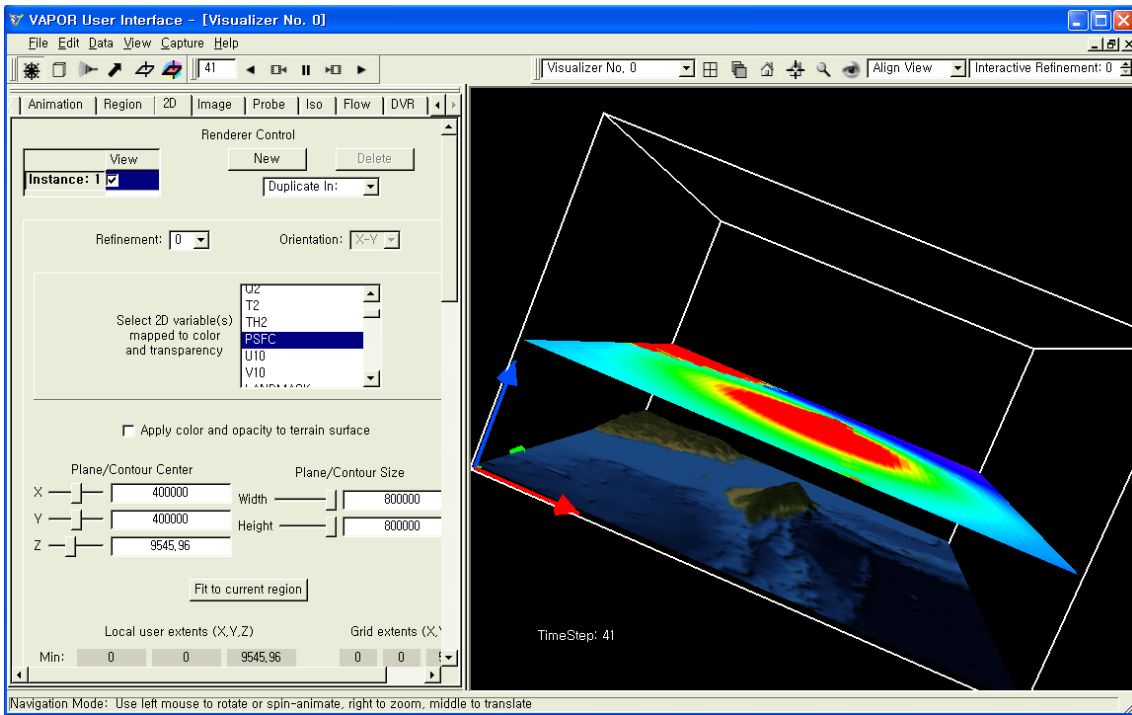 VAPOR User Interface - [Visualizer No. 0]
File Edit Data View Capture Help
41 Visualizer No. 0 Align View Interactive Refinement: 0
Animation Region 2D Image Probe Iso Flow DVR
Renderer Control
View New Delete
Instance: 1 Duplicate In:
Refinement: 0 Orientation: X-Y
Q2
T2
TH2
PSFC
U10
V10
LANDMASK
Select 2D variable(s)
mapped to color
and transparency
Apply color and opacity to terrain surface
Plane/Contour Center Plane/Contour Size
X 400000 Width 800000
Y 400000 Height 800000
Z 9545,96
Fit to current region
Local user extents (X,Y,Z) Grid extents (X,
Min: 0 0 9545,96 0 0
TimeStep: 41
Navigation Mode: Use left mouse to rotate or spin-animate, right to zoom, middle to translate